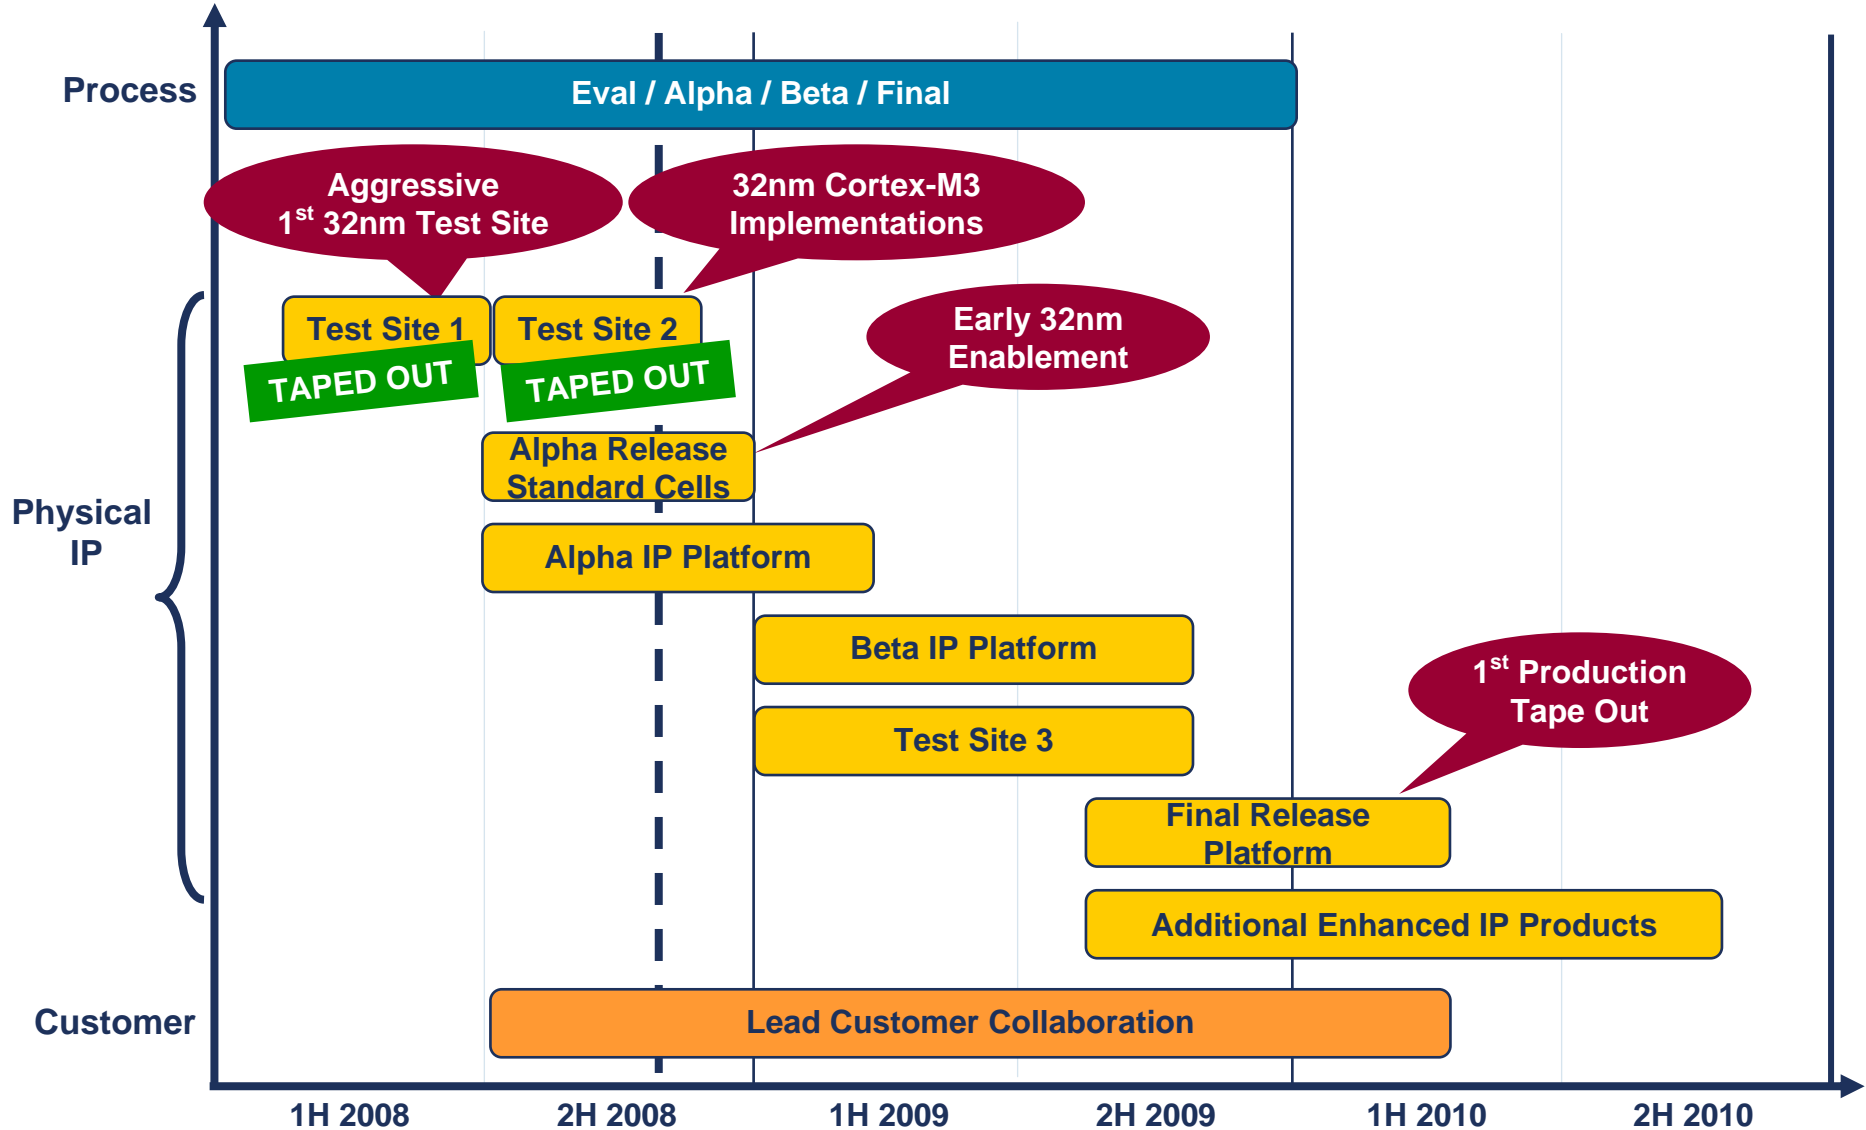 Process
Eval / Alpha / Beta / Final
Aggressive
1st 32nm Test Site
32nm Cortex-M3
Implementations
Early 32nm
Enablement
Test Site 1
Test Site 2
TAPED OUT
TAPED OUT
Alpha Release
Standard Cells
Physical
IP
Alpha IP Platform
Beta IP Platform
1st Production
Tape Out
Test Site 3
Final Release
Platform
Additional Enhanced IP Products
Customer
Lead Customer Collaboration
1H 2008
2H 2008
1H 2009
2H 2009
1H 2010
2H 2010